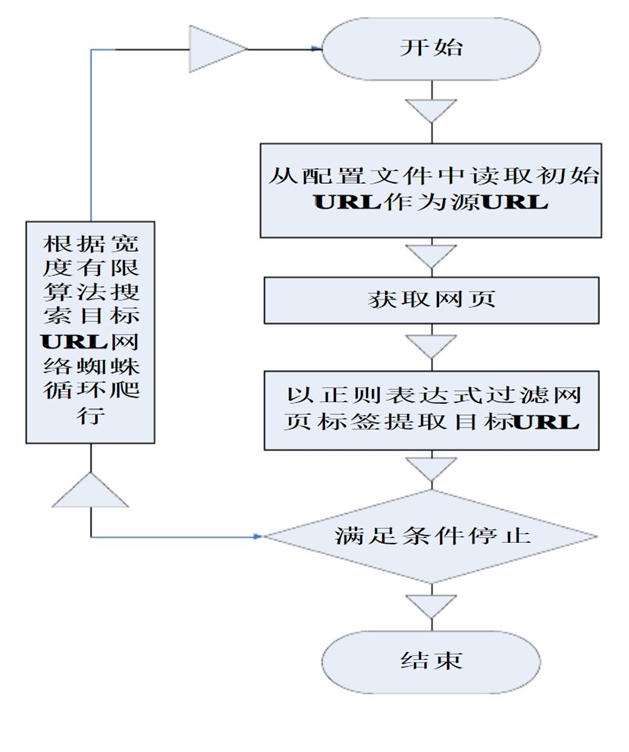 开始
从配置文件中读取初始
URL作为源URL
获取网页
以正则表达式过滤网
页标签提取目标URL
满足条件停止
结束
根据宽
度有限
算法搜
索目标
URL网
络蜘蛛
循环爬
行